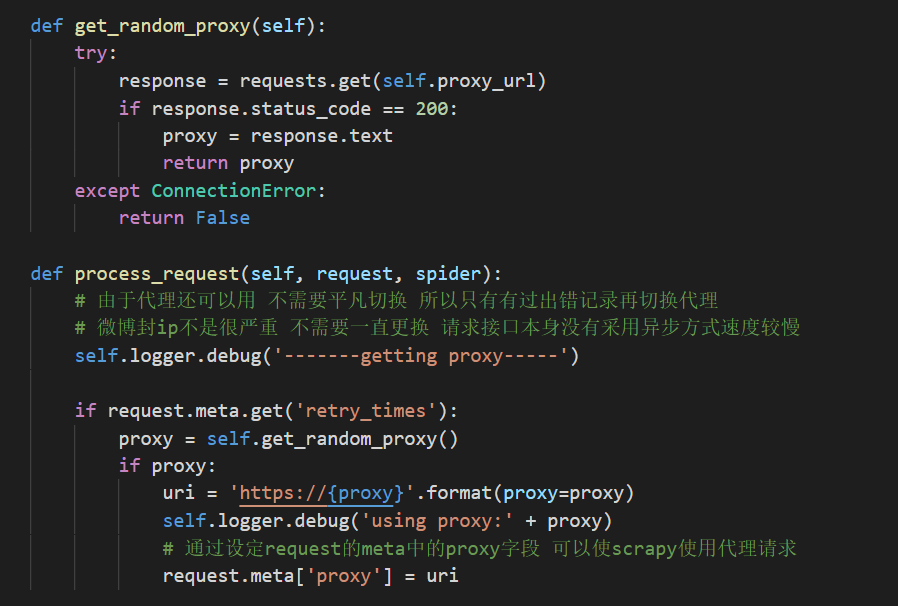 def get_random_proxy(self):
    try:
        response = requests.get(self.proxy_url)
        if response.status_code == 200:
            proxy = response.text
            return proxy
    except ConnectionError:
        return False

def process_request(self, request, spider):
    # 由于代理还可以用 不需要平凡切换 所以只有有过出错记录再切换代理
    # 微博封ip不是很严重 不需要一直更换 请求接口本身没有采用异步方式速度较慢
    self.logger.debug('-------getting proxy-----')

    if request.meta.get('retry_times'):
        proxy = self.get_random_proxy()
        if proxy:
            uri = 'https://{proxy}'.format(proxy=proxy)
            self.logger.debug('using proxy:' + proxy)
            # 通过设定request的meta中的proxy字段 可以使scrapy使用代理请求
            request.meta['proxy'] = uri